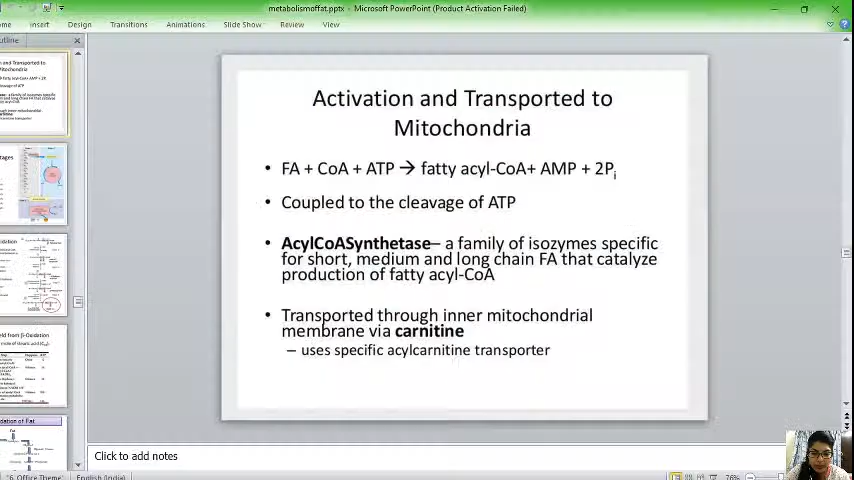 metabolismoffat.pptx - Microsoft PowerPoint (Product Activation Failed)
Insert Design Transitions Animations Slide Show Review View
Activation and Transported to
Mitochondria
• FA + CoA + ATP → fatty acyl-CoA+ AMP + 2Pi
• Coupled to the cleavage of ATP
• AcylCoASynthetase– a family of isozymes specific
for short, medium and long chain FA that catalyze
production of fatty acyl-CoA
• Transported through inner mitochondrial
membrane via carnitine
– uses specific acylcarnitine transporter
Click to add notes
"6_Office Theme" English (India) 76%